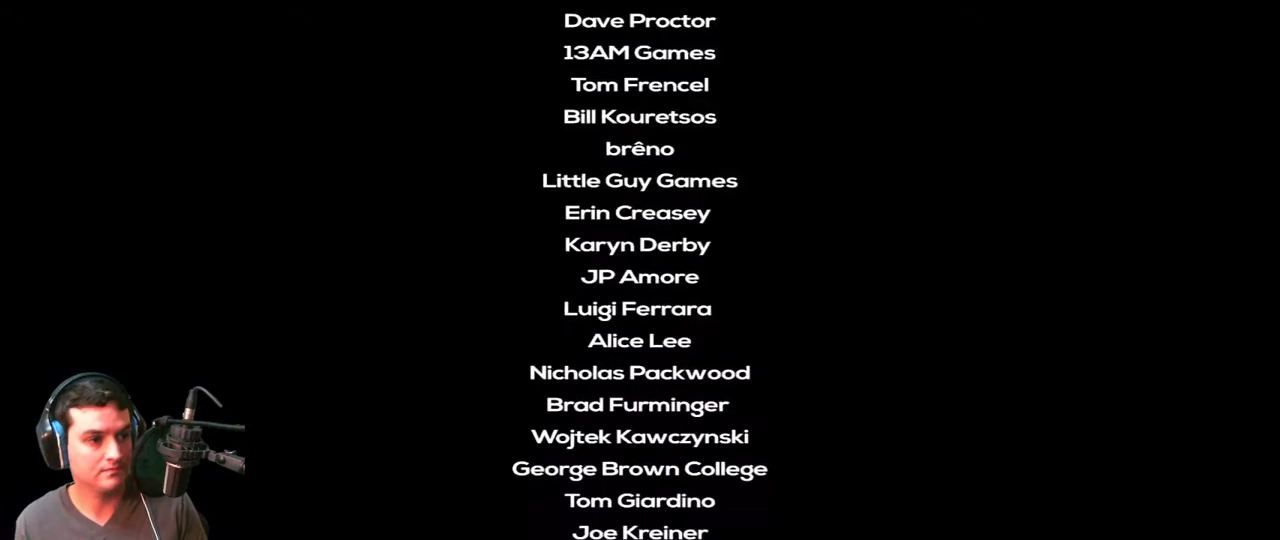 Dave Proctor
13AM Games
Tom Frencel
Bill Kouretsos
brêno
Little Guy Games
Erin Creasey
Karyn Derby
JP Amore
Luigi Ferrara
Alice Lee
Nicholas Packwood
Brad Furminger
Wojtek Kawczynski
George Brown College
Tom Giardino
Joe Kreiner